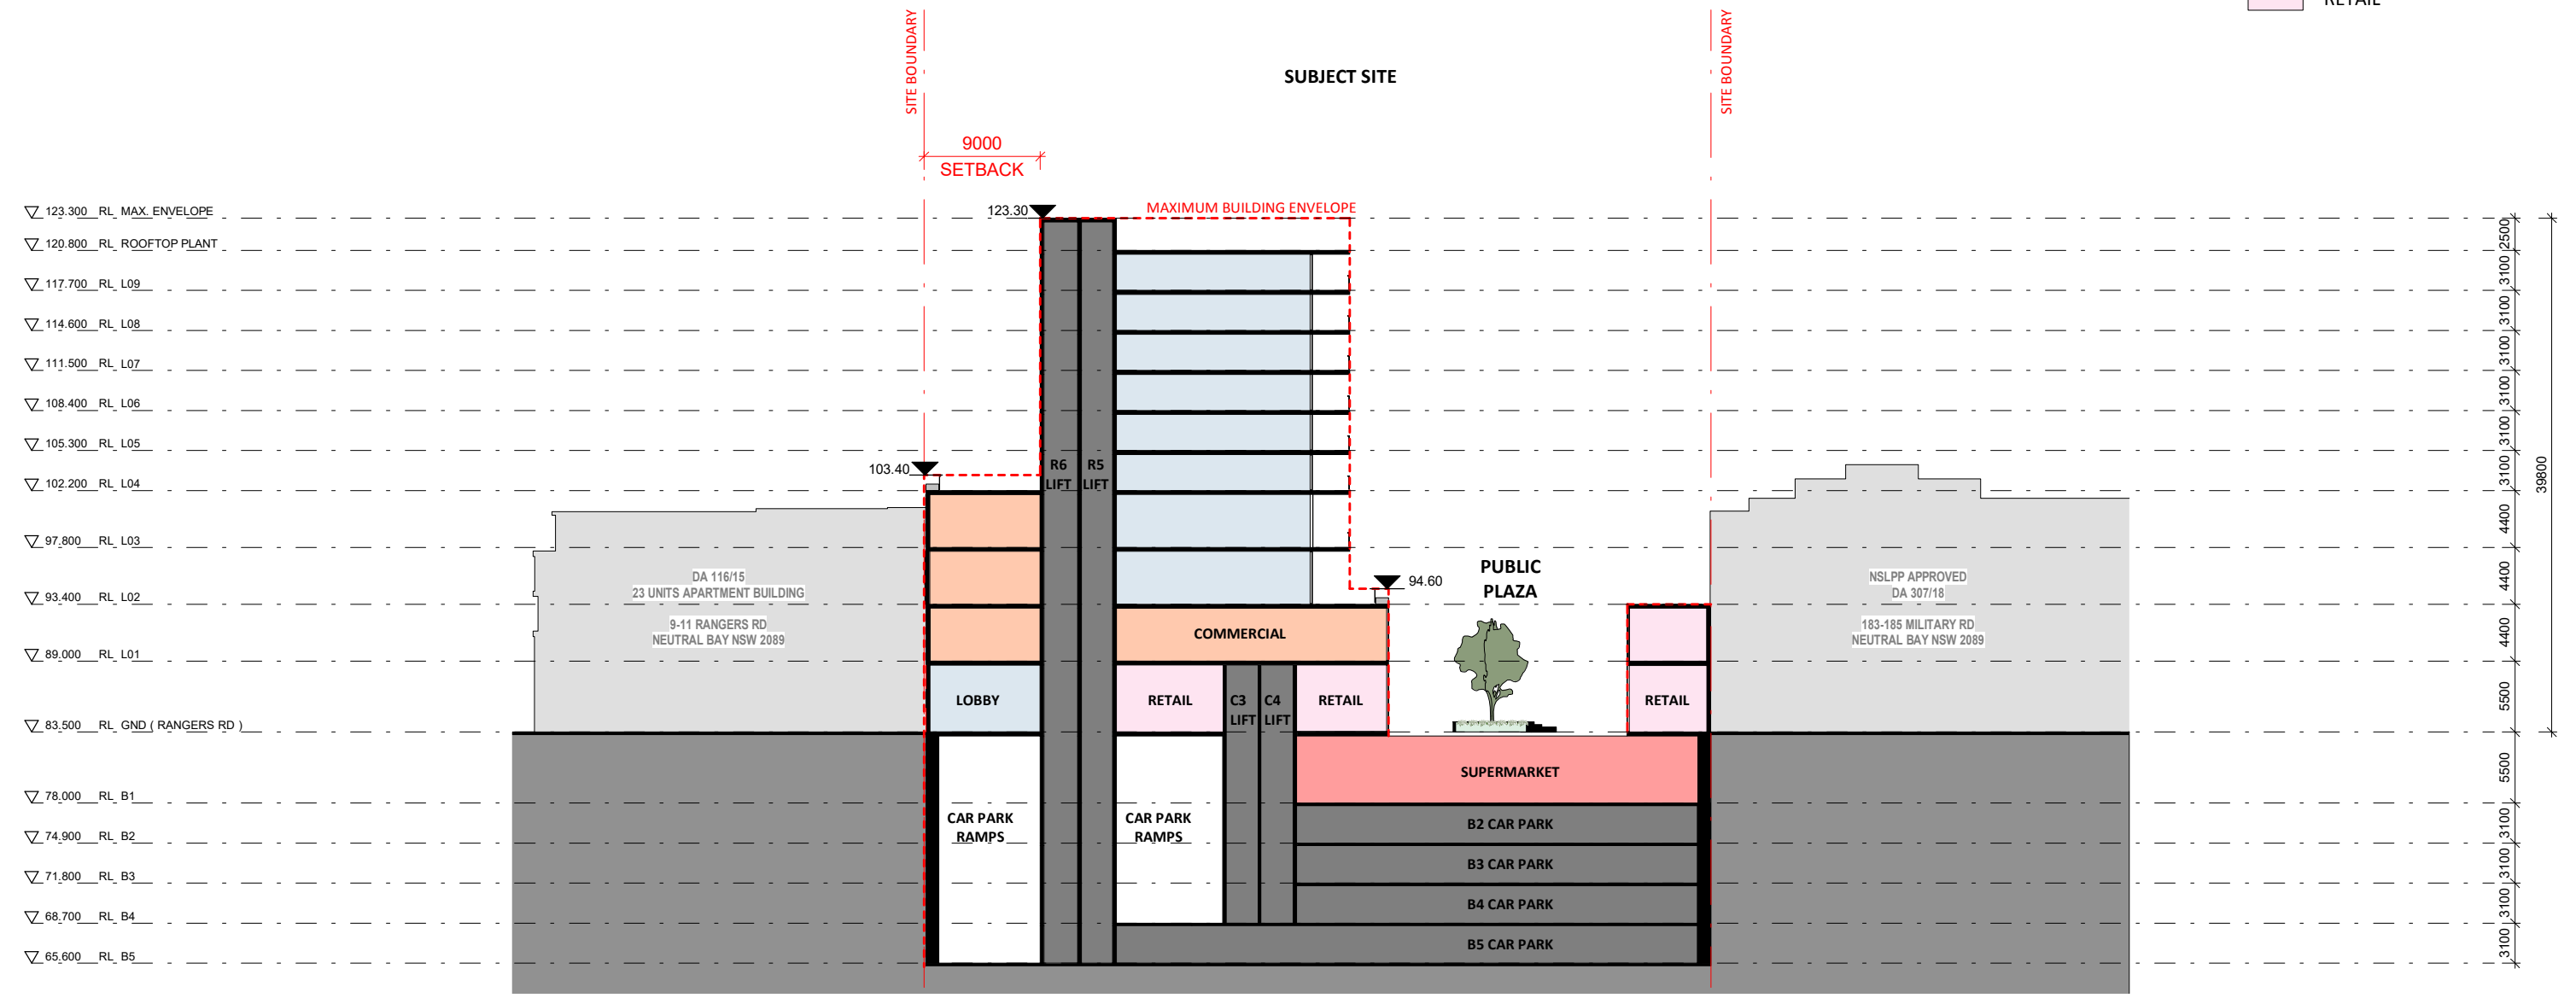 RETAIL
SITE BOUNDARY
SITE BOUNDARY
SUBJECT SITE
9000
SETBACK
MAXIMUM BUILDING ENVELOPE
123.300 RL MAX. ENVELOPE
120.800 RL ROOFTOP PLANT
117.700 RL L09
114.600 RL L08
111.500 RL L07
108.400 RL L06
105.300 RL L05
102.200 RL L04
97.800 RL L03
93.400 RL L02
89.000 RL L01
83.500 RL GND ( RANGERS RD )
78.000 RL B1
74.900 RL B2
71.800 RL B3
68.700 RL B4
65.600 RL B5
123.30
103.40
94.60
R6
LIFT
R5
LIFT
DA 116/15
23 UNITS APARTMENT BUILDING
9-11 RANGERS RD
NEUTRAL BAY NSW 2089
PUBLIC
PLAZA
NSLPP APPROVED
DA 307/18
183-185 MILITARY RD
NEUTRAL BAY NSW 2089
COMMERCIAL
LOBBY
RETAIL
C3
LIFT
C4
LIFT
RETAIL
RETAIL
SUPERMARKET
CAR PARK
RAMPS
CAR PARK
RAMPS
B2 CAR PARK
B3 CAR PARK
B4 CAR PARK
B5 CAR PARK
2500
3100
3100
3100
3100
3100
3100
4400
4400
4400
5500
5500
3100
3100
3100
3100
39800